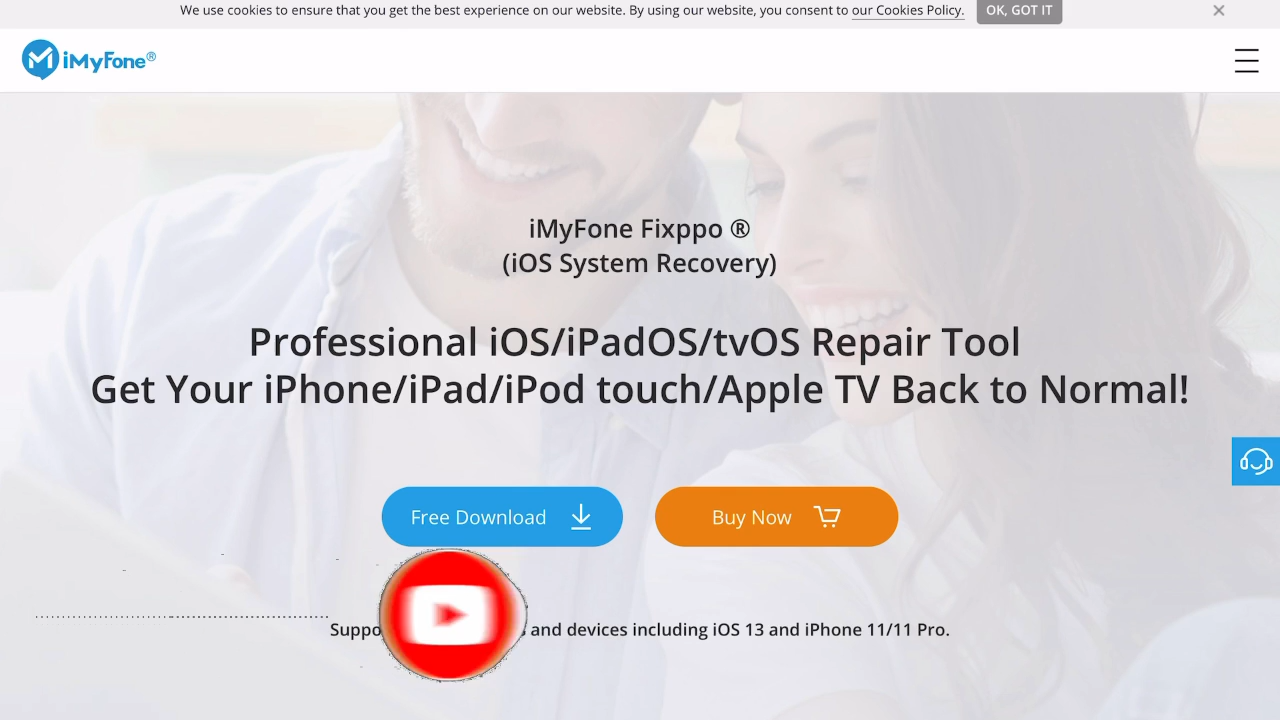 We use cookies to ensure that you get the best experience on our website. By using our website, you consent to our Cookies Policy. OK, GOT IT
iMyFone®
iMyFone Fixppo ®
(iOS System Recovery)
Professional iOS/iPadOS/tvOS Repair Tool
Get Your iPhone/iPad/iPod touch/Apple TV Back to Normal!
Free Download
Buy Now
and devices including iOS 13 and iPhone 11/11 Pro.